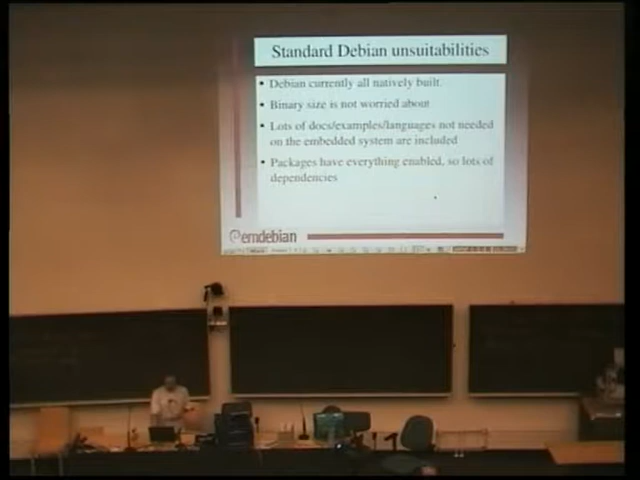 Standard Debian unsuitabilities
• Debian currently all natively built.
• Binary size is not worried about
• Lots of docs/examples/languages not needed
on the embedded system are included
• Packages have everything enabled, so lots of
dependencies
emdebian